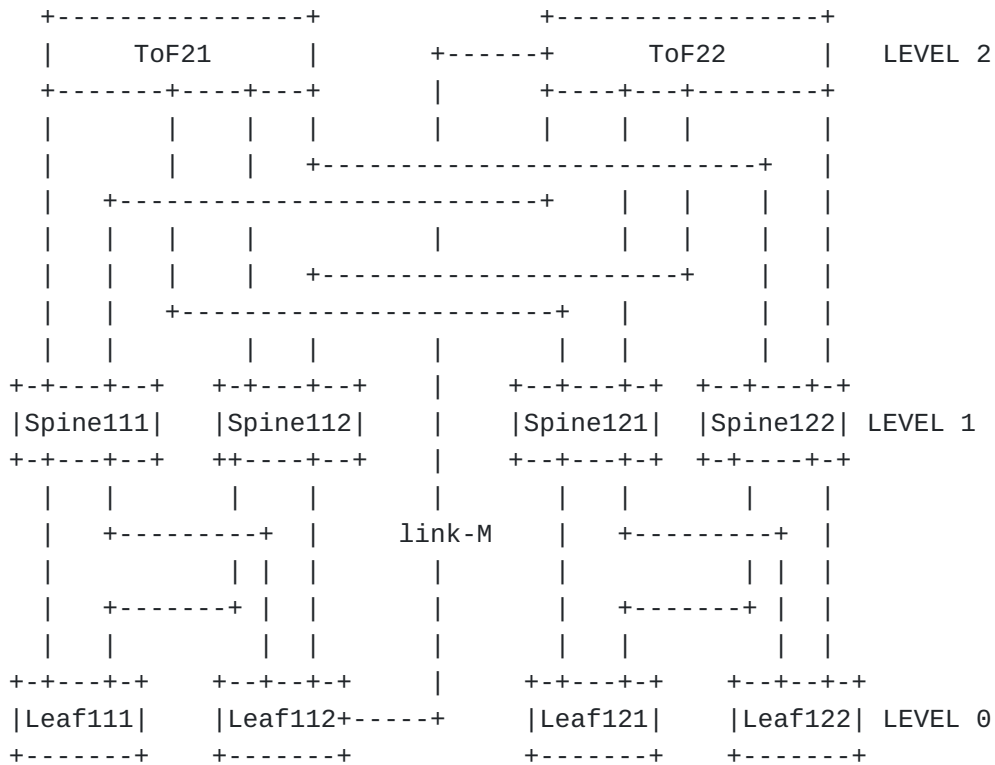 ToF21 ToF22 LEVEL 2
Spine111 Spine112 Spine121 Spine122 LEVEL 1
link-M
Leaf111 Leaf112 Leaf121 Leaf122 LEVEL 0